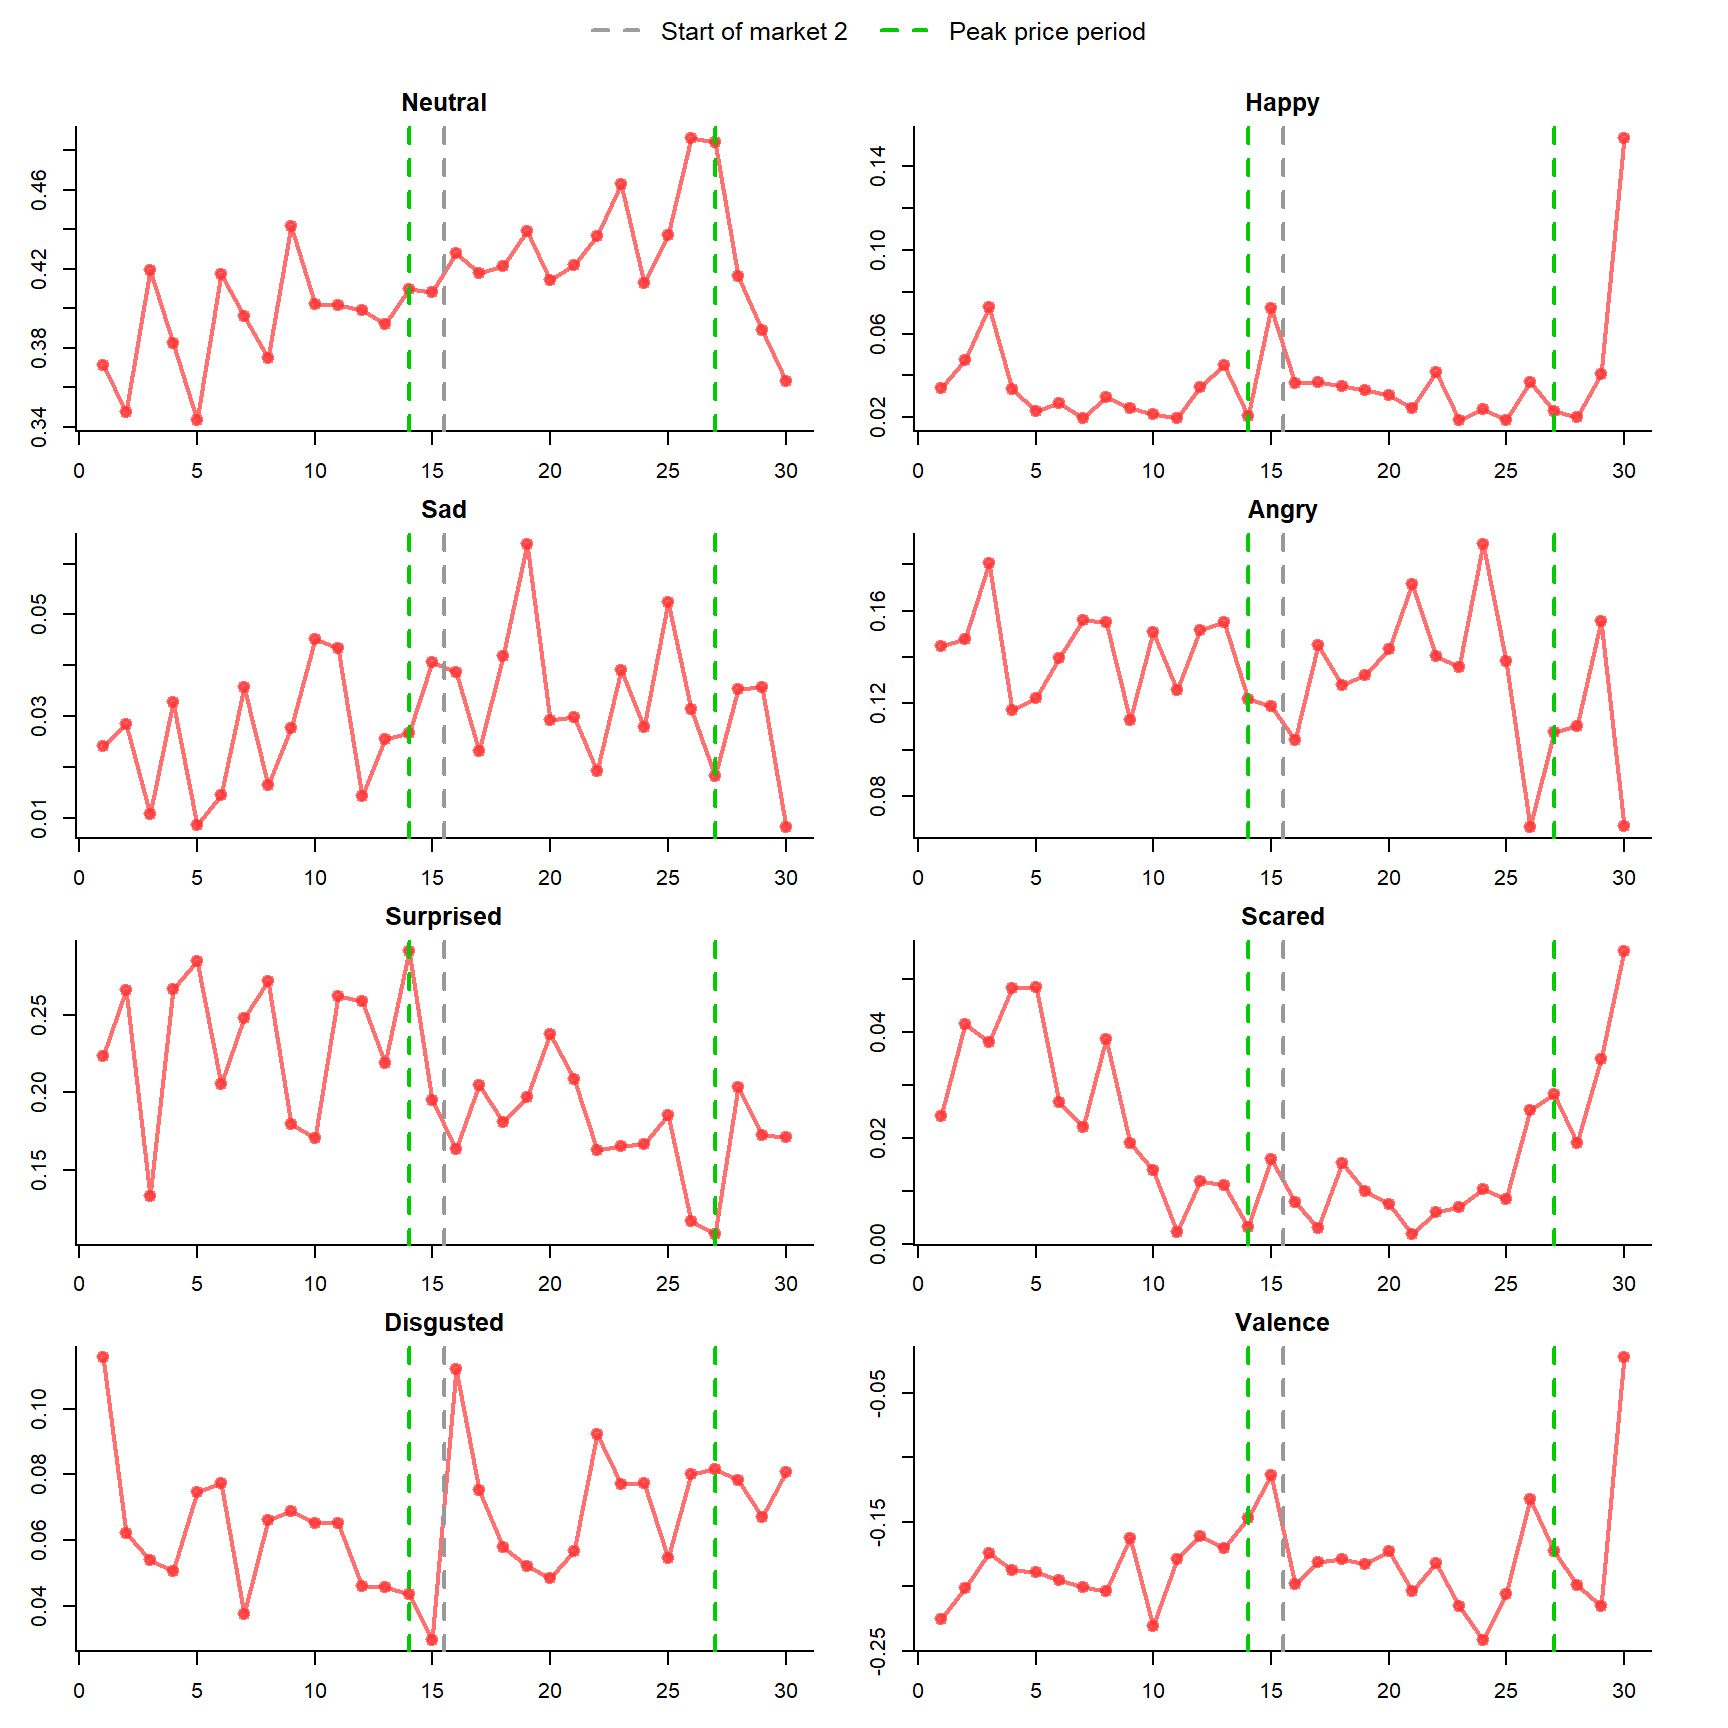 Start of market 2 Peak price period
Neutral
0.34 0.38 0.42 0.46
0 5 10 15 20 25 30
Happy
0.02 0.06 0.10 0.14
0 5 10 15 20 25 30
Sad
0.01 0.03 0.05
0 5 10 15 20 25 30
Angry
0.08 0.12 0.16
0 5 10 15 20 25 30
Surprised
0.15 0.20 0.25
0 5 10 15 20 25 30
Scared
0.00 0.02 0.04
0 5 10 15 20 25 30
Disgusted
0.04 0.06 0.08 0.10
0 5 10 15 20 25 30
Valence
-0.25 -0.15 -0.05
0 5 10 15 20 25 30